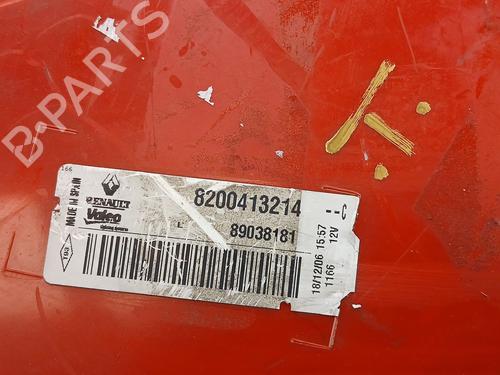 B-PARTS
166
MADE IN SPAIN
RENAULT
Valeo
8200413214
L
89038181
18/12/06 15:57
1166 12V